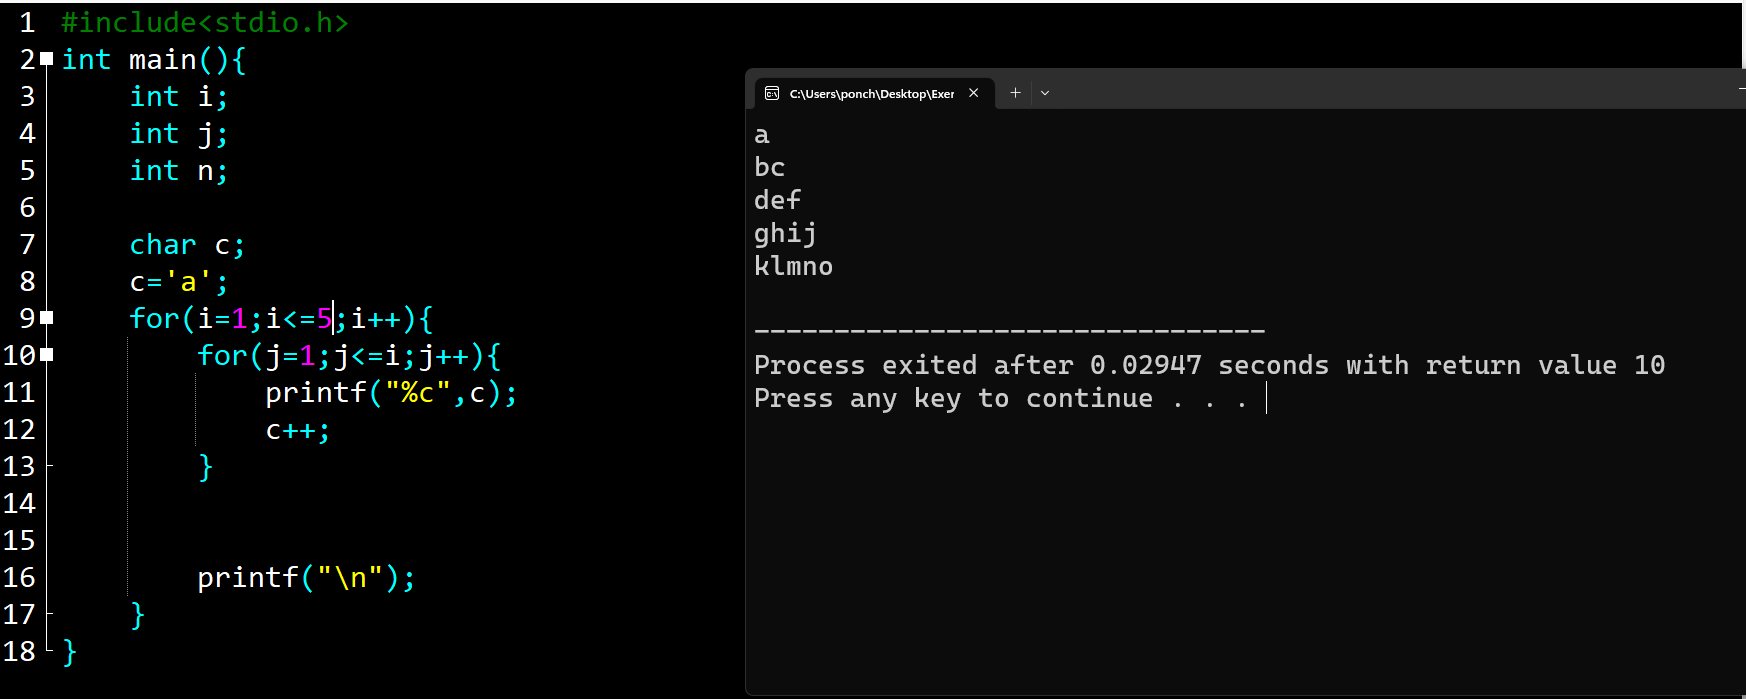 1 #include<stdio.h>
2 int main(){
3 int i;
4 int j;
5 int n;
6
7 char c;
8 c='a';
9 for(i=1;i<=5;i++){
10 for(j=1;j<=i;j++){
11 printf("%c",c);
12 c++;
13 }
14
15
16 printf("\n");
17 }
18 }
C:\Users\ponch\Desktop\Exer
a
bc
def
ghij
klmno
--------------------------------
Process exited after 0.02947 seconds with return value 10
Press any key to continue . . .